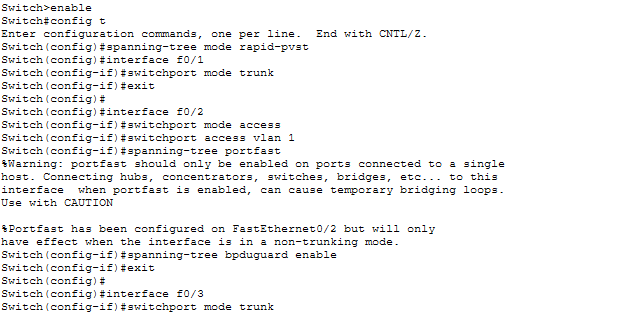 Switch>enable
Switch#config t
Enter configuration commands, one per line.  End with CNTL/Z.
Switch(config)#spanning-tree mode rapid-pvst
Switch(config)#interface f0/1
Switch(config-if)#switchport mode trunk
Switch(config-if)#exit
Switch(config)#
Switch(config)#interface f0/2
Switch(config-if)#switchport mode access
Switch(config-if)#switchport access vlan 1
Switch(config-if)#spanning-tree portfast
%Warning: portfast should only be enabled on ports connected to a single
host. Connecting hubs, concentrators, switches, bridges, etc... to this
interface  when portfast is enabled, can cause temporary bridging loops.
Use with CAUTION

%Portfast has been configured on FastEthernet0/2 but will only
have effect when the interface is in a non-trunking mode.
Switch(config-if)#spanning-tree bpduguard enable
Switch(config-if)#exit
Switch(config)#
Switch(config)#interface f0/3
Switch(config-if)#switchport mode trunk